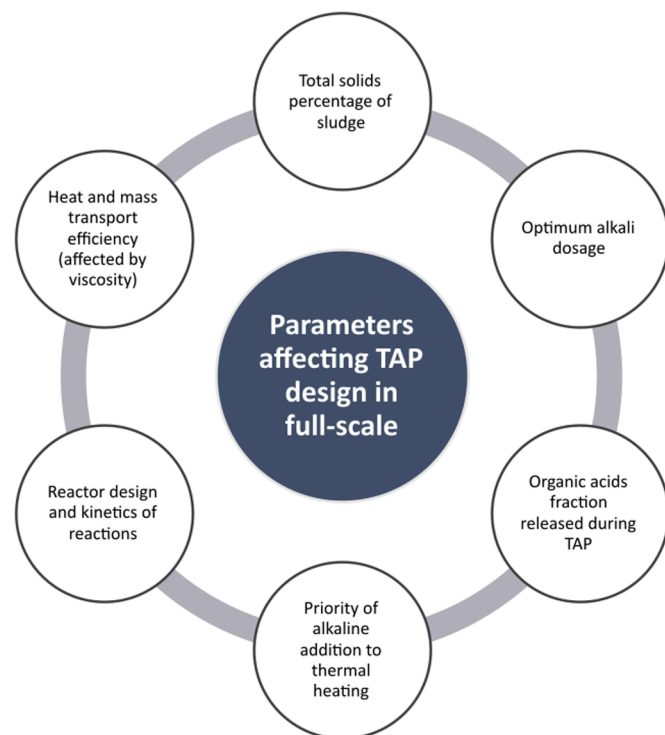 Total solids
percentage of
sludge
Optimum alkali
dosage
Organic acids
fraction
released during
TAP
Priority of
alkaline
addition to
thermal
heating
Reactor design
and kinetics of
reactions
Heat and mass
transport
efficiency
(affected by
viscosity)
Parameters
affecting TAP
design in
full-scale